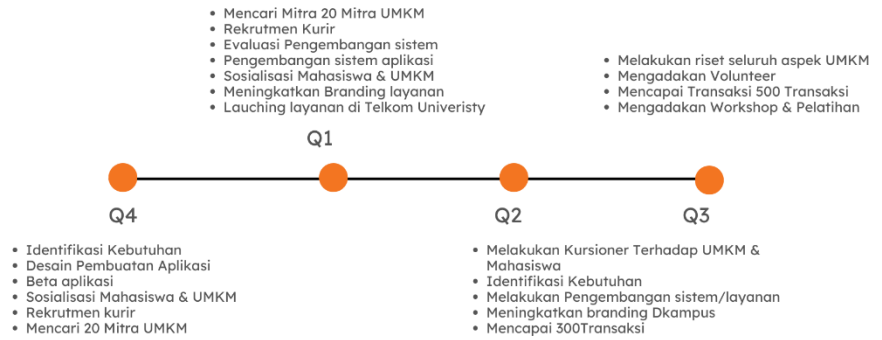 • Mencari Mitra 20 Mitra UMKM
• Rekrutmen Kurir
• Evaluasi Pengembangan sistem
• Pengembangan sistem aplikasi
• Sosialisasi Mahasiswa & UMKM
• Meningkatkan Branding layanan
• Lauching layanan di Telkom Univeristy
• Melakukan riset seluruh aspek UMKM
• Mengadakan Volunteer
• Mencapai Transaksi 500 Transaksi
• Mengadakan Workshop & Pelatihan
Q1
Q4
Q2
Q3
• Identifikasi Kebutuhan
• Desain Pembuatan Aplikasi
• Beta aplikasi
• Sosialisasi Mahasiswa & UMKM
• Rekrutmen kurir
• Mencari 20 Mitra UMKM
• Melakukan Kursioner Terhadap UMKM &
Mahasiswa
• Identifikasi Kebutuhan
• Melakukan Pengembangan sistem/layanan
• Meningkatkan branding Dkampus
• Mencapai 300Transaksi